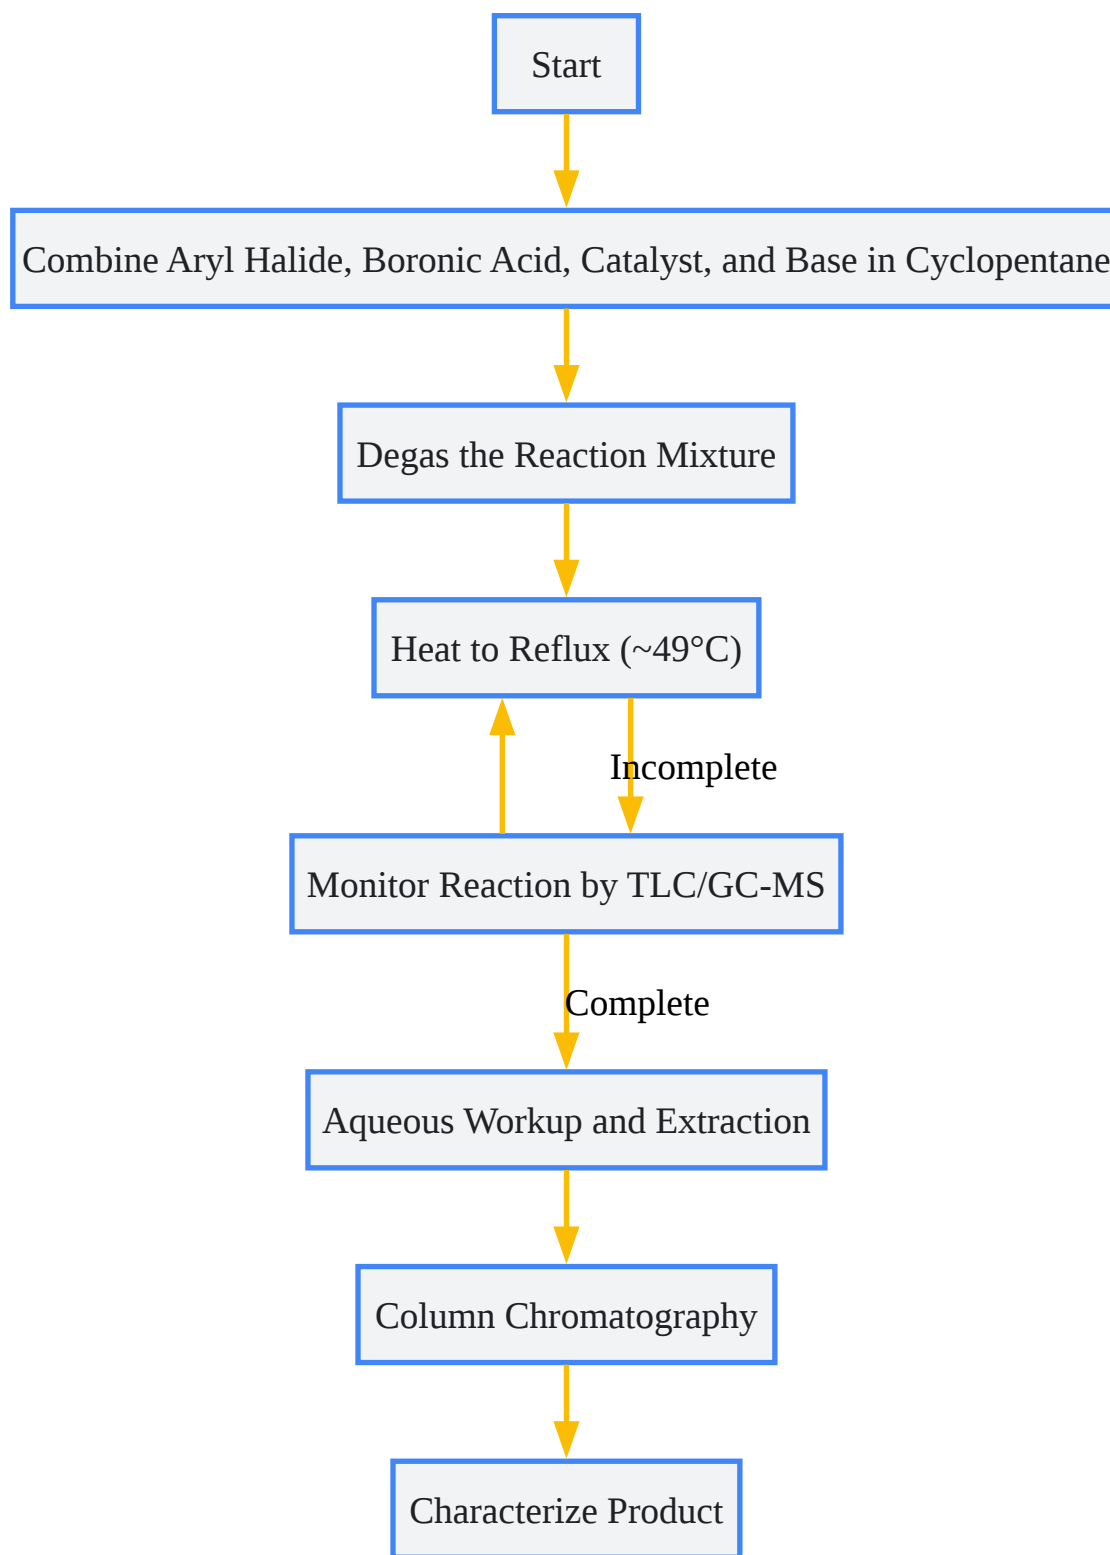 Start
Combine Aryl Halide, Boronic Acid, Catalyst, and Base in Cyclopentane
Degas the Reaction Mixture
Heat to Reflux (~49°C)
Incomplete
Monitor Reaction by TLC/GC-MS
Complete
Aqueous Workup and Extraction
Column Chromatography
Characterize Product